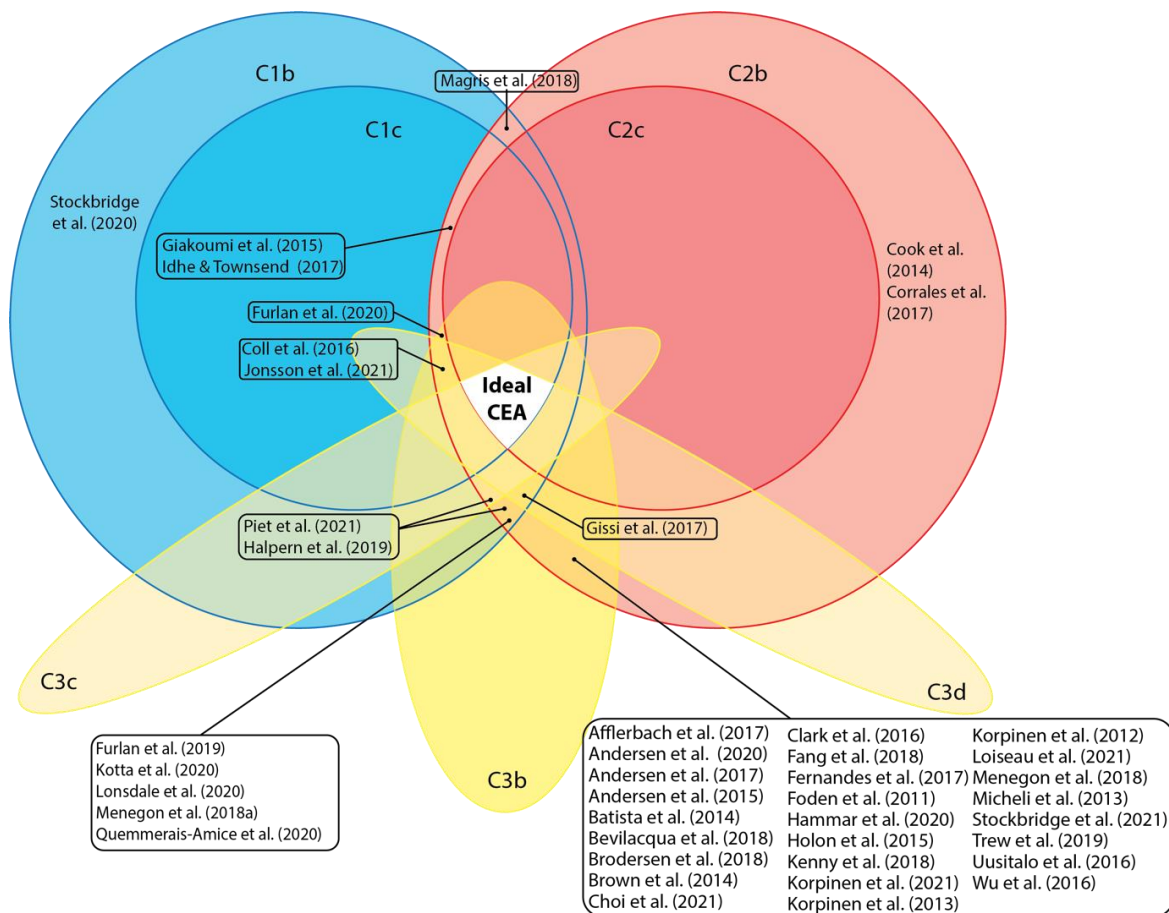 C1b
C2b
Magris et al. (2018)
C1c
C2c
Stockbridge
et al. (2020)
Giakoumi et al. (2015)
Idhe & Townsend (2017)
Cook et al.
(2014)
Corrales et al.
(2017)
Furlan et al. (2020)
Coll et al. (2016)
Jonsson et al. (2021)
Ideal
CEA
Piet et al. (2021)
Halpern et al. (2019)
Gissi et al. (2017)
C3c
C3d
C3b
Furlan et al. (2019)
Kotta et al. (2020)
Lonsdale et al. (2020)
Menegon et al. (2018a)
Quemmerais-Amice et al. (2020)
Afflerbach et al. (2017)
Andersen et al. (2020)
Andersen et al. (2017)
Andersen et al. (2015)
Batista et al. (2014)
Bevilacqua et al. (2018)
Brodersen et al. (2018)
Brown et al. (2014)
Choi et al. (2021)
Clark et al. (2016)
Fang et al. (2018)
Fernandes et al. (2017)
Foden et al. (2011)
Hammar et al. (2020)
Holon et al. (2015)
Kenny et al. (2018)
Korpinen et al. (2021)
Korpinen et al. (2013)
Korpinen et al. (2012)
Loiseau et al. (2021)
Menegon et al. (2018)
Micheli et al. (2013)
Stockbridge et al. (2021)
Trew et al. (2019)
Uusitalo et al. (2016)
Wu et al. (2016)